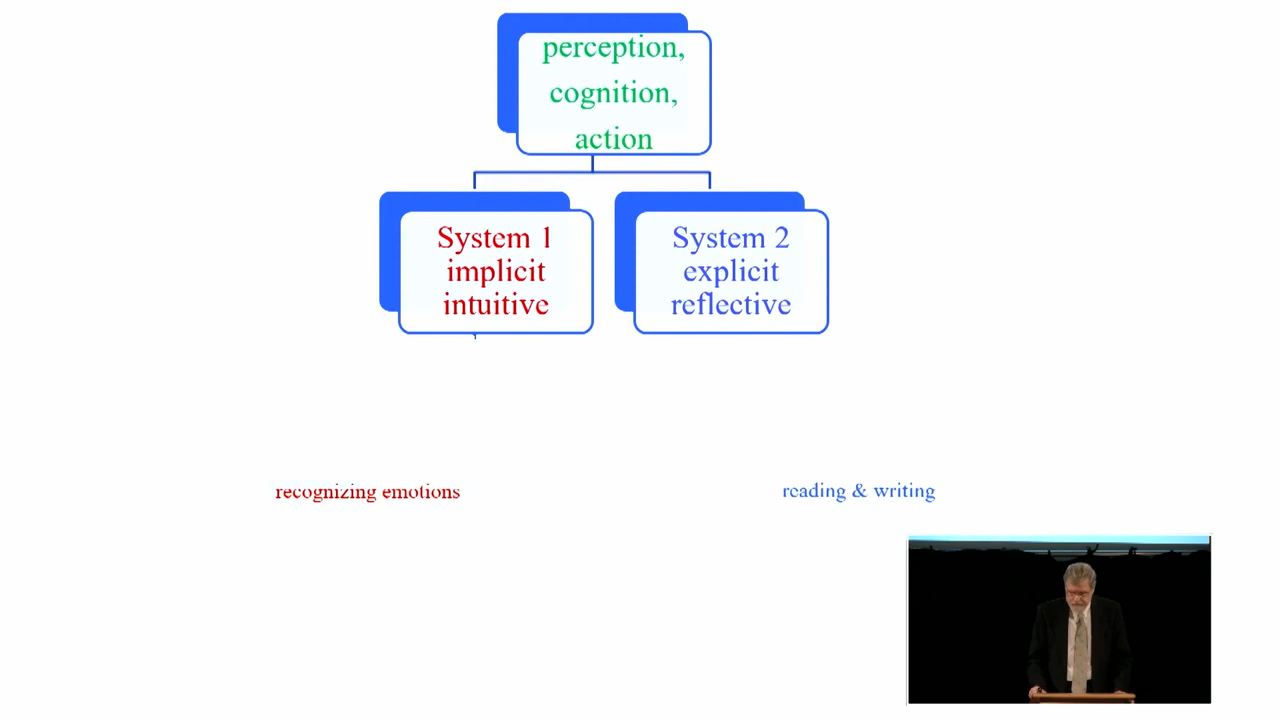 perception,
cognition,
action
System 1
implicit
intuitive
System 2
explicit
reflective
recognizing emotions
reading & writing